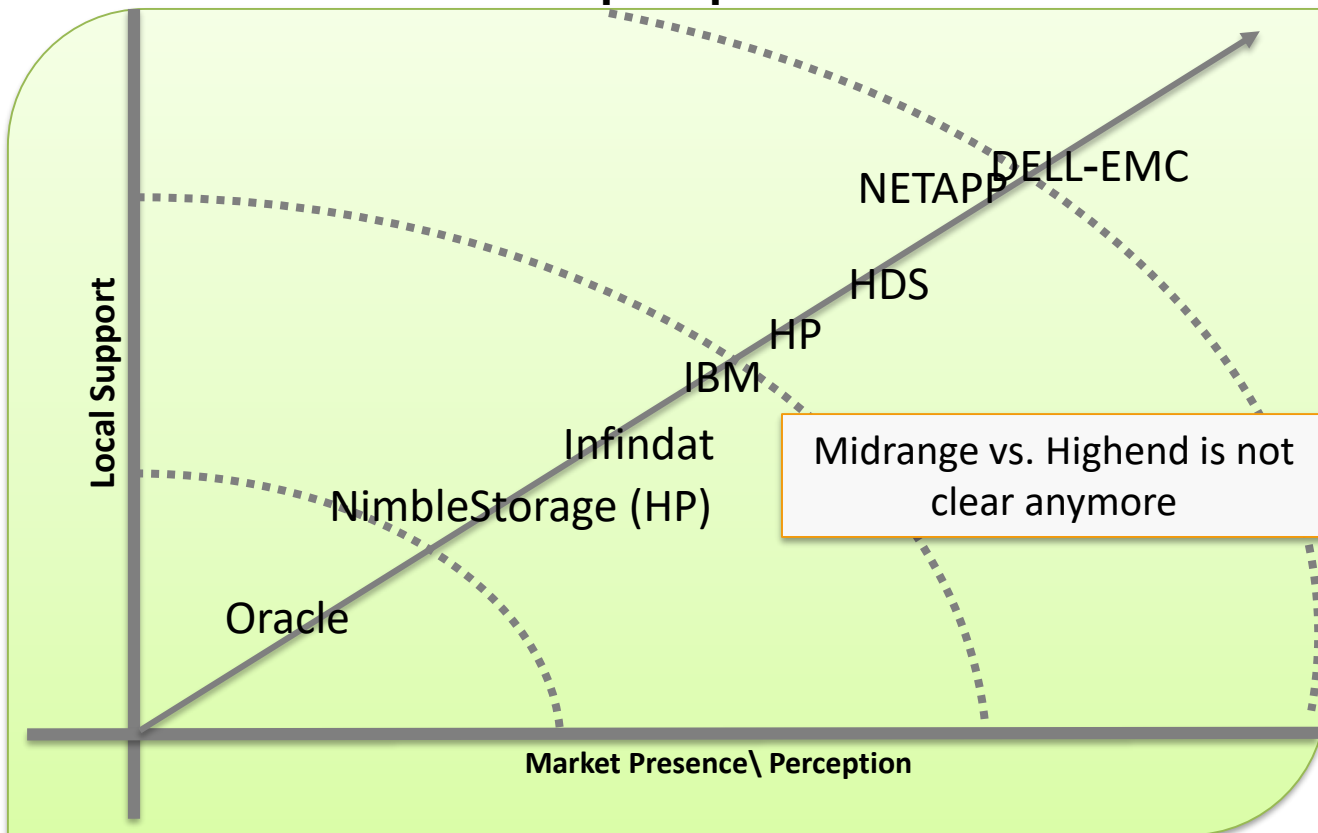 DELL-EMC
NETAPP
HDS
HP
IBM
Infindat
NimbleStorage (HP)
Oracle
Midrange vs. Highend is not
clear anymore
Local Support
Market Presence\ Perception